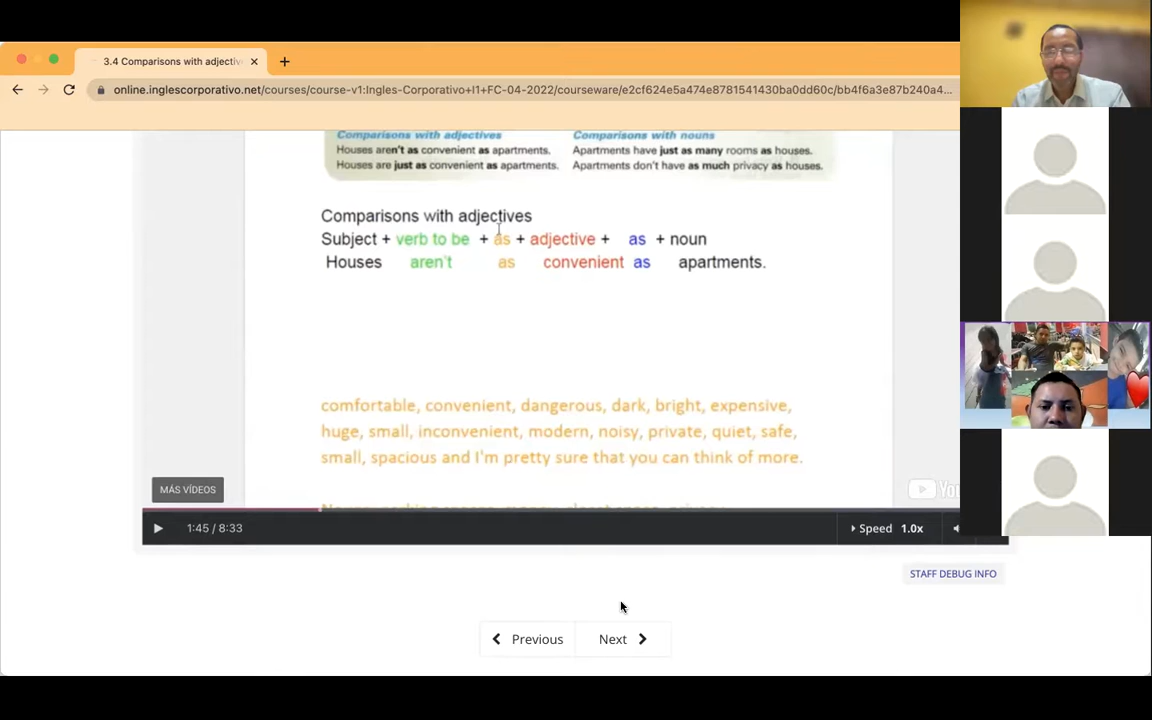 3.4 Comparisons with adjectiv
online.inglescorporativo.net/courses/course-v1:Ingles-Corporativo+I1+FC-04-2022/courseware/e2cf624e5a474e8781541430ba0dd60c/bb4f6a3e87b240a4...
Comparisons with adjectives
Houses aren't as convenient as apartments.
Houses are just as convenient as apartments.
Comparisons with nouns
Apartments have just as many rooms as houses.
Apartments don't have as much privacy as houses.
Comparisons with adjectives
Subject + verb to be + as + adjective + as + noun
Houses aren't as convenient as apartments.
comfortable, convenient, dangerous, dark, bright, expensive,
huge, small, inconvenient, modern, noisy, private, quiet, safe,
small, spacious and I'm pretty sure that you can think of more.
MÁS VÍDEOS
1:45 / 8:33
Speed 1.0x
STAFF DEBUG INFO
Previous
Next